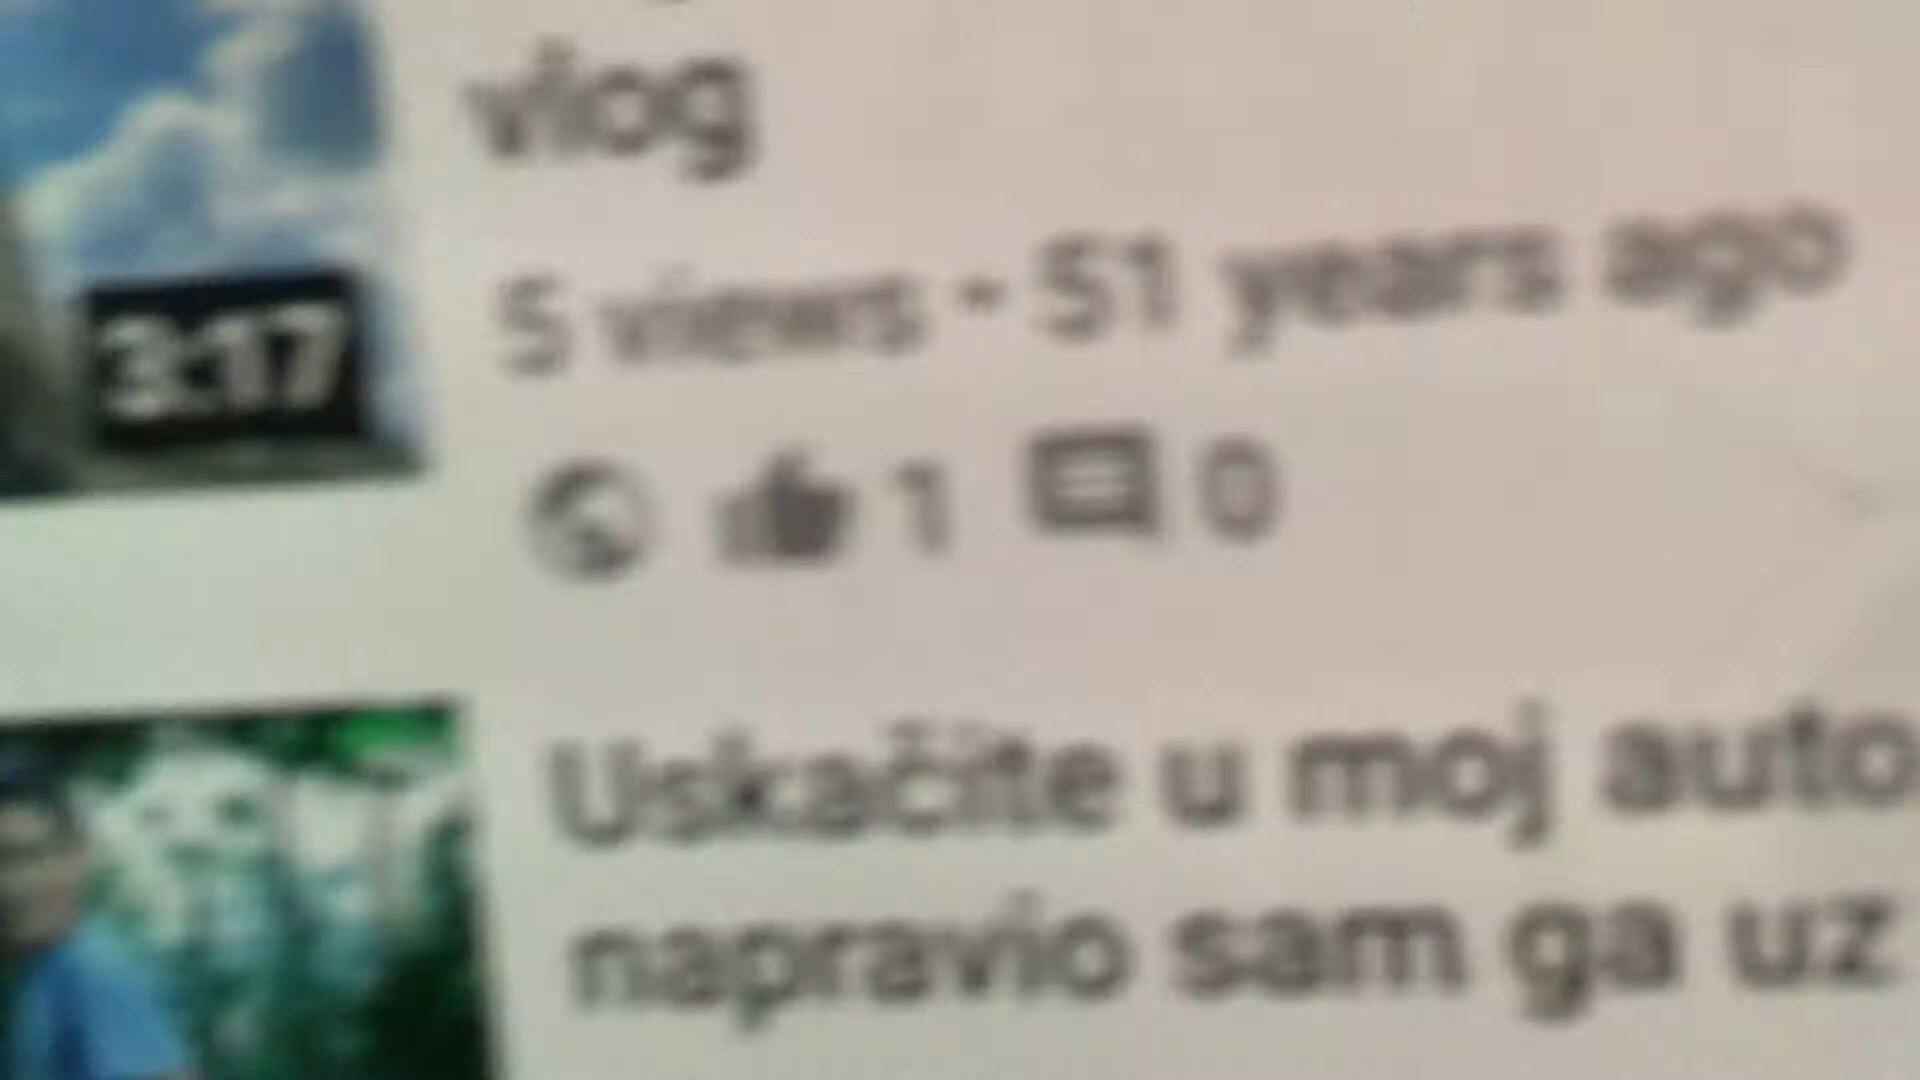 vlog
3:17
5 views • 51 years ago
1 0
Uskačite u moj auto
napravio sam ga uz